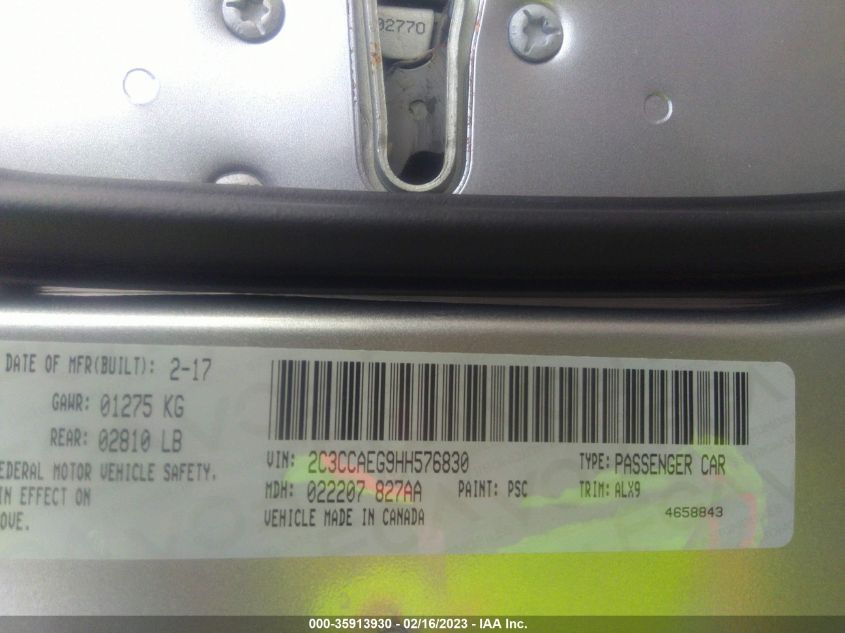 02770
DATE OF MFR(BUILT): 2-17
GAWR: 01275 KG
REAR: 02810 LB
FEDERAL MOTOR VEHICLE SAFETY,
IN EFFECT ON
OVE.
VIN: 2C3CCAEG9HH576830 TYPE: PASSENGER CAR
MDH: 022207 827AA PAINT: PSC TRIM: ALX9
VEHICLE MADE IN CANADA 4658843
000-35913930 - 02/16/2023 - IAA Inc.